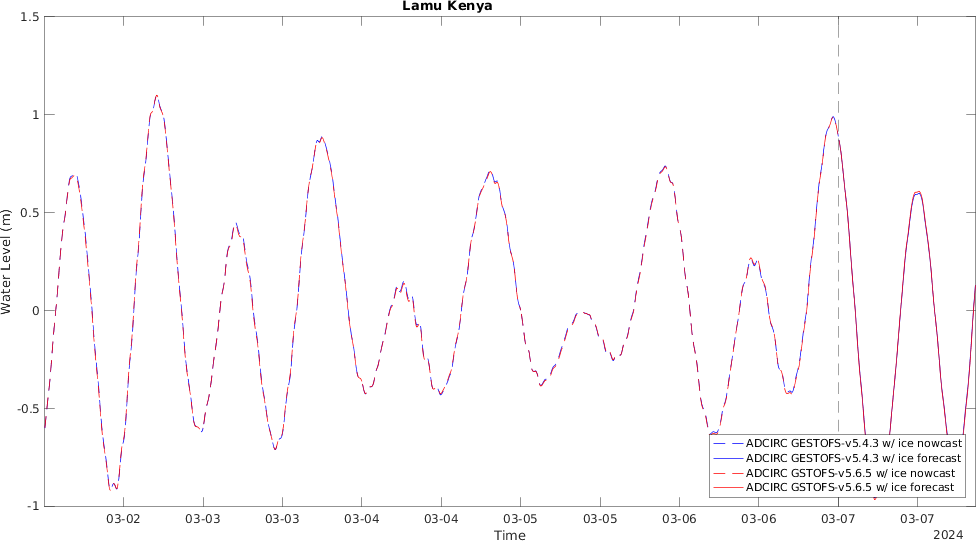 Lamu Kenya
1.5
1
0.5
0
-0.5
-1
Water Level (m)
ADCIRC GESTOFS-v5.4.3 w/ ice nowcast
ADCIRC GESTOFS-v5.4.3 w/ ice forecast
ADCIRC GSTOFS-v5.6.5 w/ ice nowcast
ADCIRC GSTOFS-v5.6.5 w/ ice forecast
03-02 03-03 03-03 03-04 03-04 03-05 03-05 03-06 03-06 03-07 03-07
Time
2024